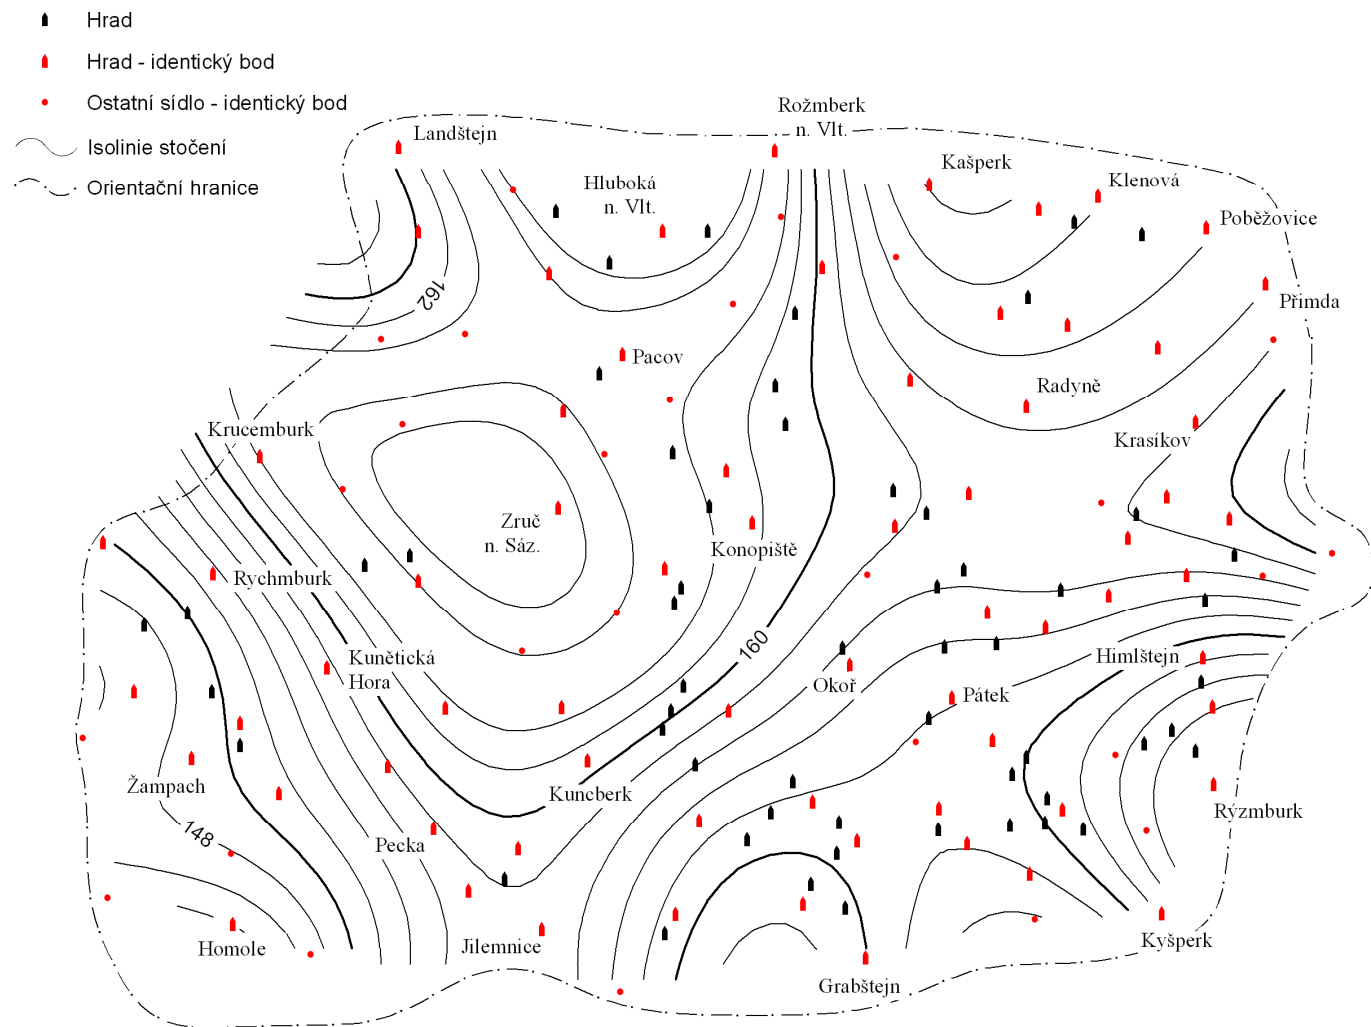 Hrad
Hrad - identický bod
Ostatní sídlo - identický bod
Isolinie stočení
Orientační hranice
Rožmberk
n. Vlt.
Landštejn
Kašperk
Klenová
Hluboká
n. Vlt.
Poběžovice
162
Přimda
Pacov
Radyně
Krucemburk
Krasíkov
Zruč
n. Sáz.
Konopiště
Rychmburk
160
Kunětická
Hora
Himlštejn
Okoř
Pátek
Žampach
Kuncberk
Rýzmburk
148
Pecka
Homole
Jilemnice
Kyšperk
Grabštejn